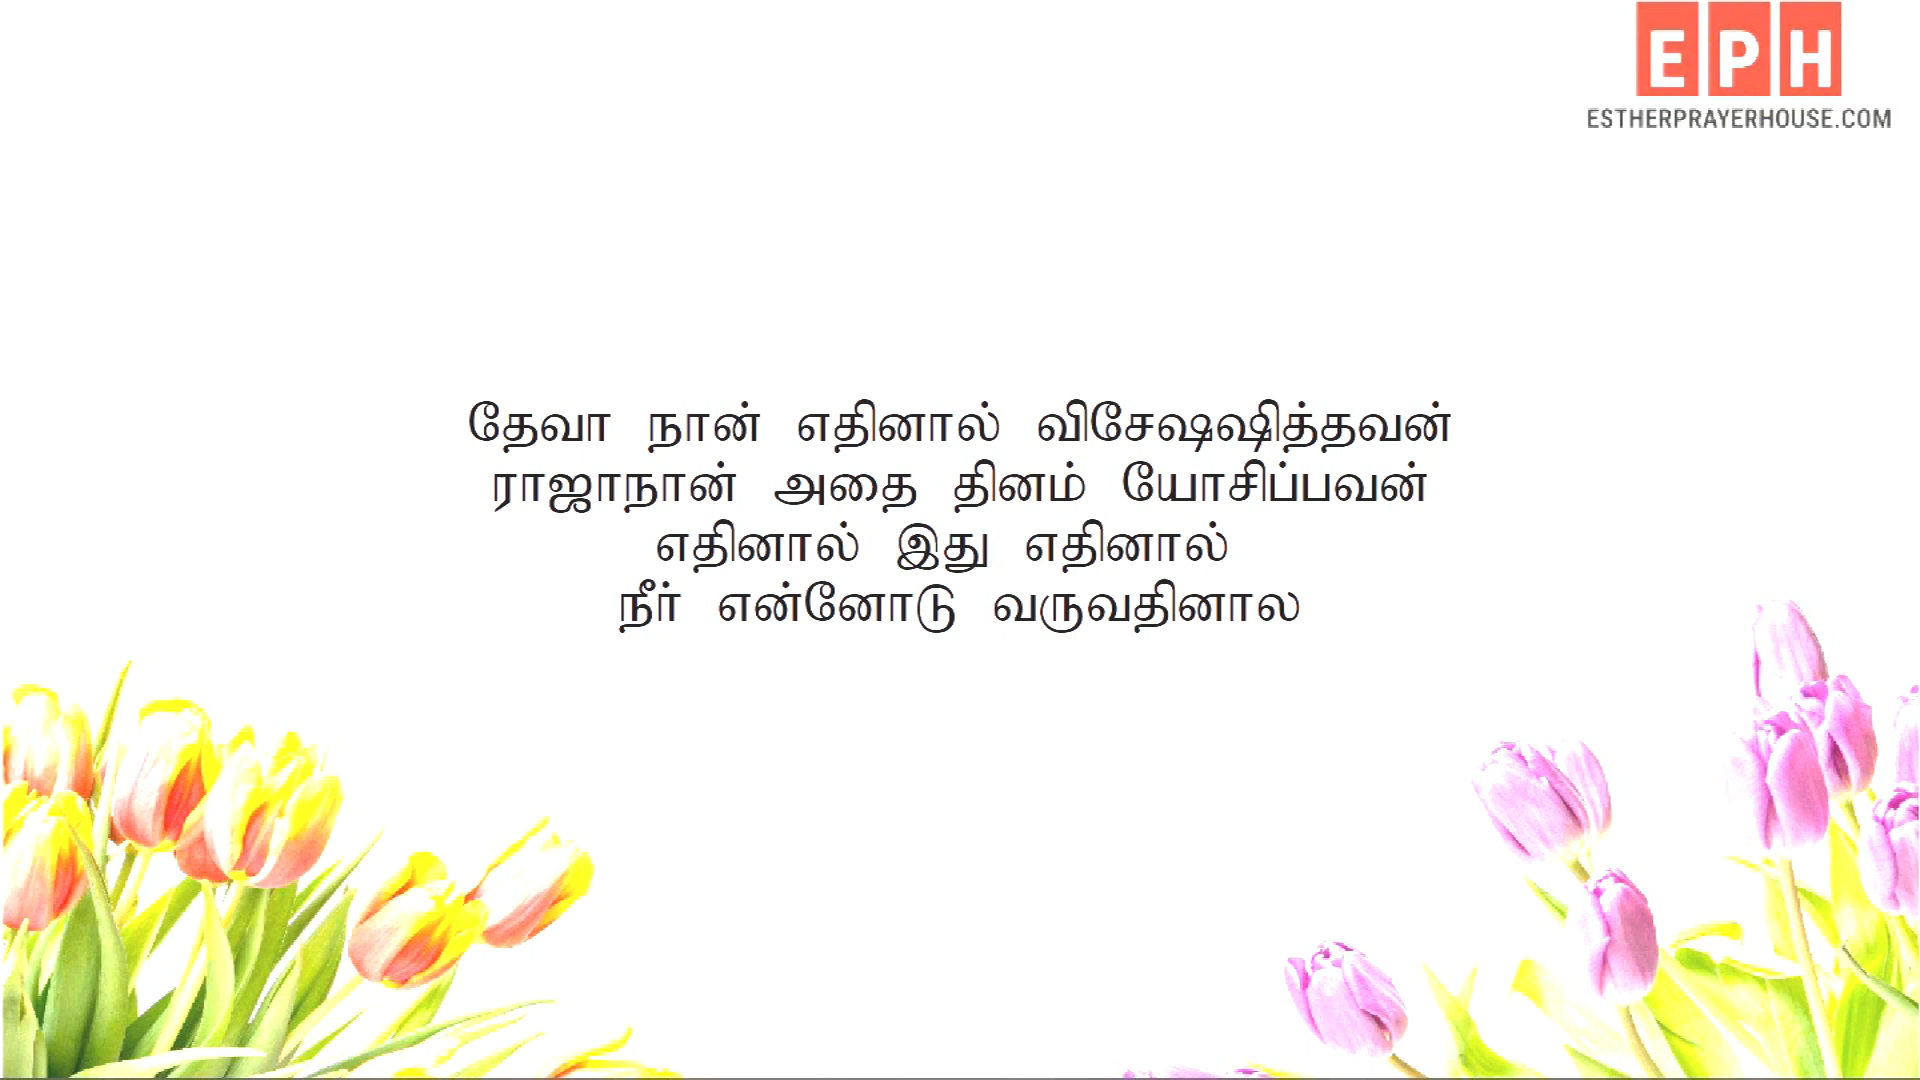 EPH
ESTHERPRAYERHOUSE.COM
தேவா நான் எதினால் விசேஷஷித்தவன்
ராஜாநான் அதை தினம் யோசிப்பவன்
எதினால் இது எதினால்
நீர் என்னோடு வருவதினால